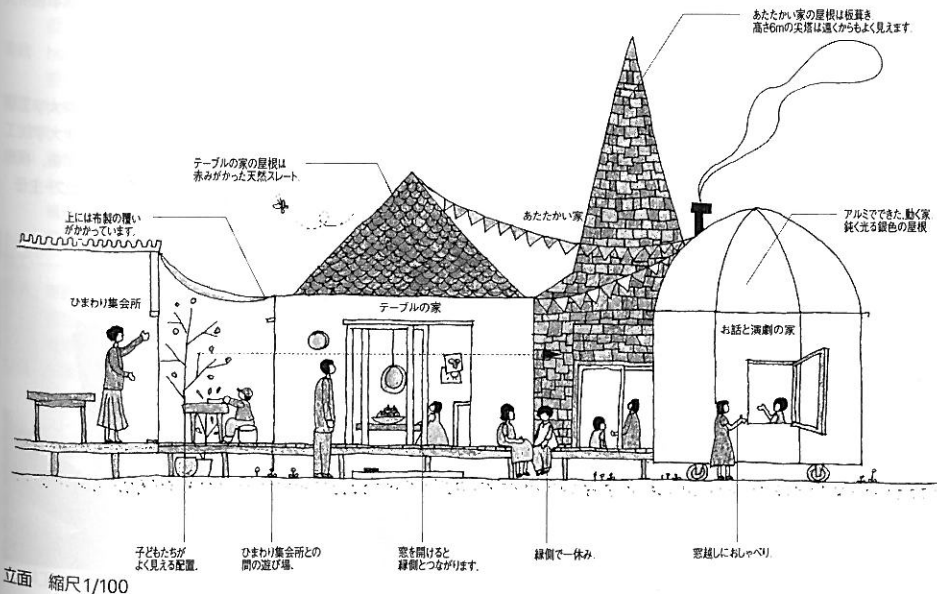 あたたかい家の屋根は板葺き
高さ6mの尖塔は遠くからもよく見えます.
テーブルの家の屋根は
赤みがかった天然スレート.
上には布製の覆い
がかかっています.
あたたかい家
アルミでできた、動く家.
鈍く光る銀色の屋根
ひまわり集会所
テーブルの家
お話と演劇の家
子どもたちが
よく見える配置.
ひまわり集会所との
間の遊び場.
窓を開けると
縁側とつながります.
縁側で一休み.
窓越しにおしゃべり.
立面 縮尺1/100